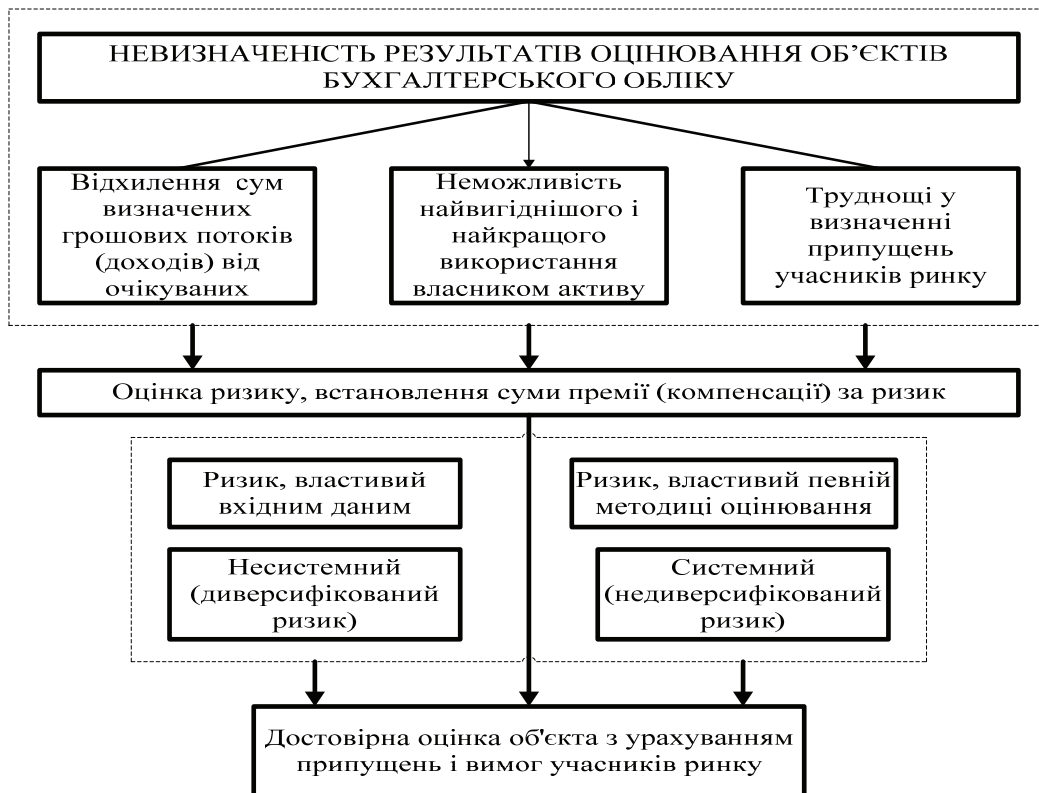 НЕВИЗНАЧЕНІСТЬ РЕЗУЛЬТАТІВ ОЦІНЮВАННЯ ОБ’ЄКТІВ
БУХГАЛТЕРСЬКОГО ОБЛІКУ
Відхилення сум
визначених
грошових потоків
(доходів) від
очікуваних
Неможливість
найвигіднішого і
найкращого
використання
власником активу
Труднощі у
визначенні
припущень
учасників ринку
Оцінка ризику, встановлення суми премії (компенсації) за ризик
Ризик, властивий
вхідним даним
Ризик, властивий певній
методиці оцінювання
Несистемний
(диверсифікований
ризик)
Системний
(недиверсифікований
ризик)
Достовірна оцінка об'єкта з урахуванням
припущень і вимог учасників ринку